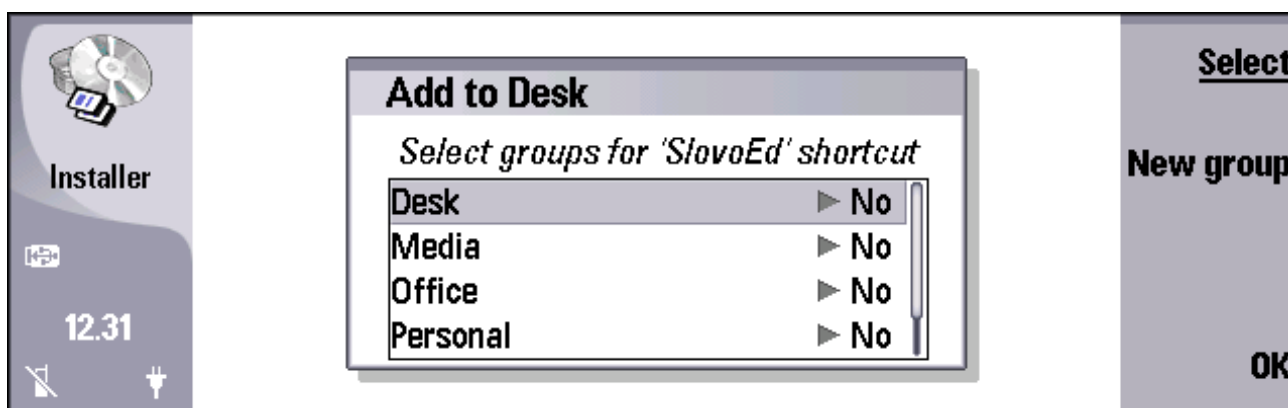 Installer
12.31
Add to Desk
Select groups for 'SlovoEd' shortcut
Desk No
Media No
Office No
Personal No
Select
New group
OK